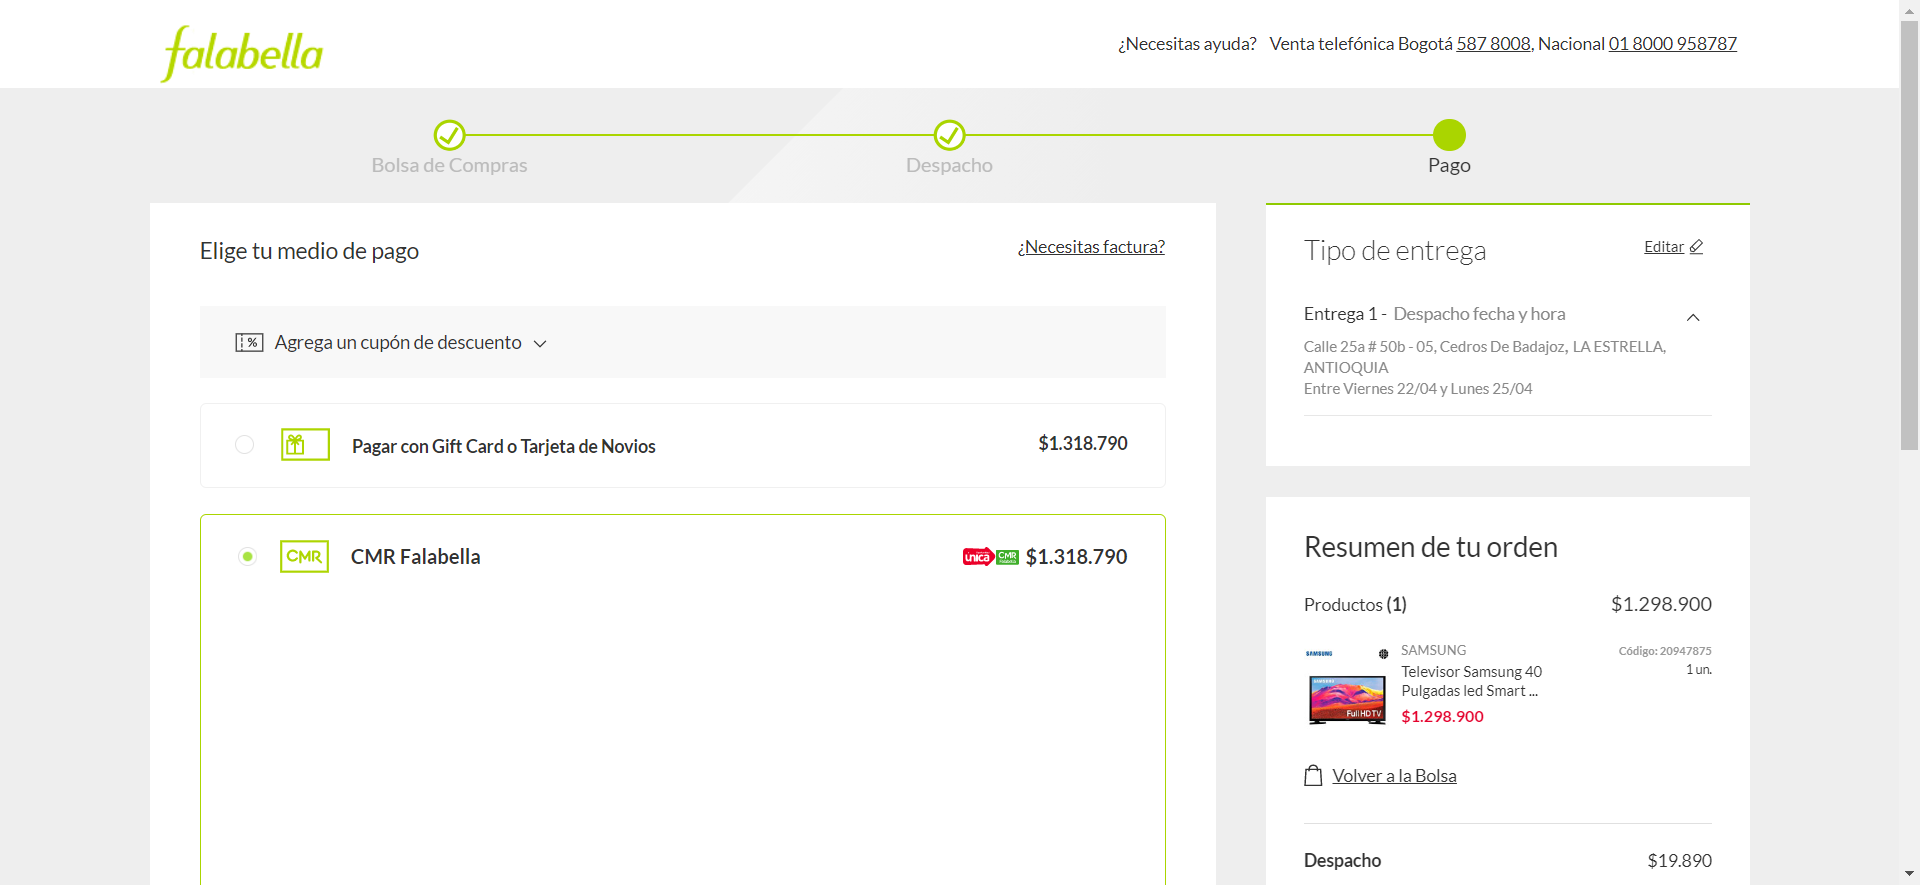 falabella
¿Necesitas ayuda? Venta telefónica Bogotá 587 8008, Nacional 01 8000 958787
Bolsa de Compras
Despacho
Pago
Elige tu medio de pago
¿Necesitas factura?
% Agrega un cupón de descuento
Pagar con Gift Card o Tarjeta de Novios
$1.318.790
CMR
CMR Falabella
única
CMR
$1.318.790
Tipo de entrega
Editar
Entrega 1 - Despacho fecha y hora
Calle 25a # 50b - 05, Cedros De Badajoz, LA ESTRELLA,
ANTIOQUIA
Entre Viernes 22/04 y Lunes 25/04
Resumen de tu orden
Productos (1)
$1.298.900
SAMSUNG
SAMSUNG
Full HD TV
SAMSUNG
Televisor Samsung 40
Pulgadas led Smart ...
$1.298.900
Código: 20947875
1 un.
Volver a la Bolsa
Despacho
$19.890